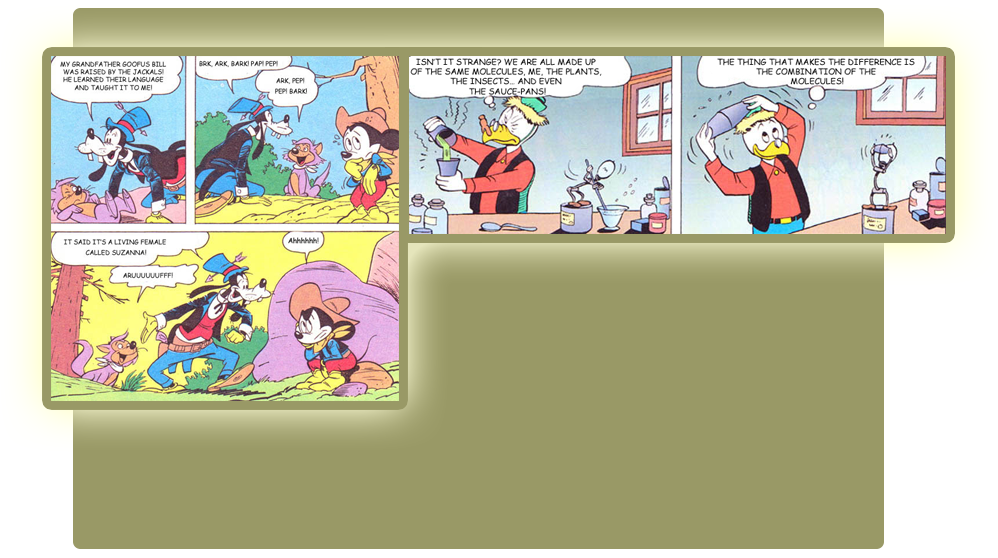 MY GRANDFATHER GOOFUS BILL
WAS RAISED BY THE JACKALS!
HE LEARNED THEIR LANGUAGE
AND TAUGHT IT TO ME!
BRK, ARK, BARK! PAP! PEP!
ARK, PEP!
PEP! BARK!
IT SAID IT'S A LIVING FEMALE
CALLED SUZANNA!
ARUUUUUFFF!
Ahhhhhh!
ISN'T IT STRANGE? WE ARE ALL MADE UP
OF THE SAME MOLECULES, ME, THE PLANTS,
THE INSECTS... AND EVEN
THE SAUCE-PANS!
THE THING THAT MAKES THE DIFFERENCE IS
THE COMBINATION OF THE
MOLECULES!